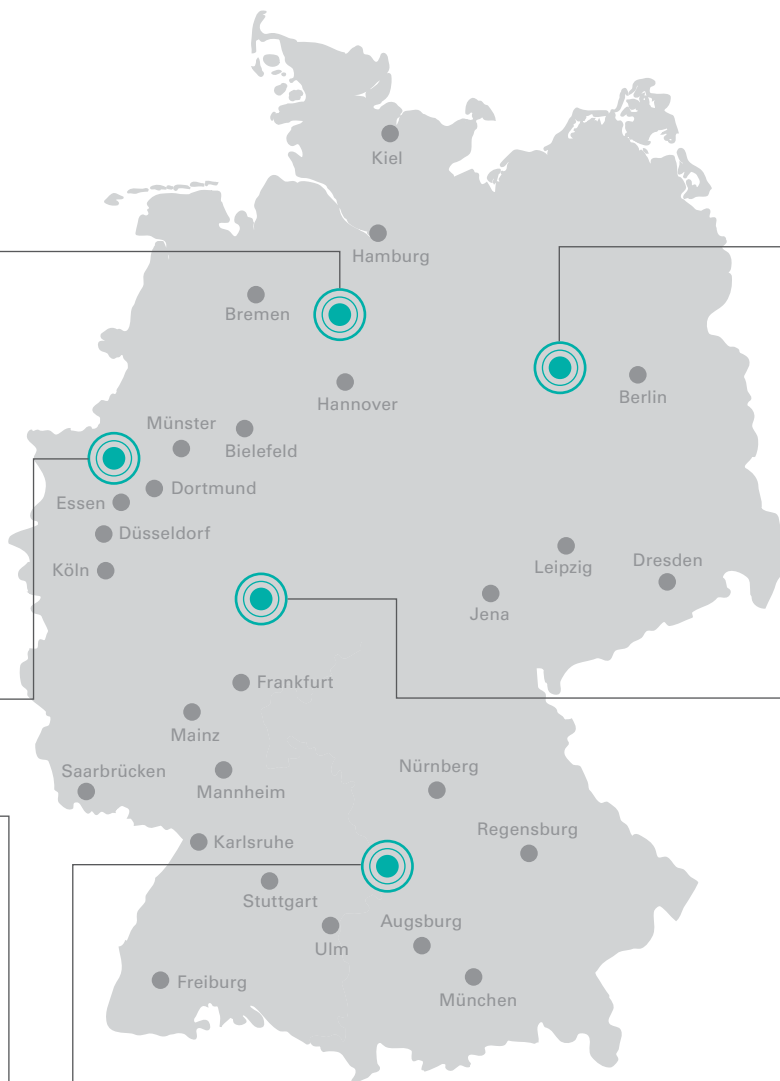 Kiel
Hamburg
Bremen
Hannover
Berlin
Münster
Bielefeld
Dortmund
Essen
Düsseldorf
Köln
Leipzig
Dresden
Jena
Frankfurt
Mainz
Saarbrücken
Mannheim
Nürnberg
Regensburg
Karlsruhe
Stuttgart
Augsburg
Ulm
Freiburg
München